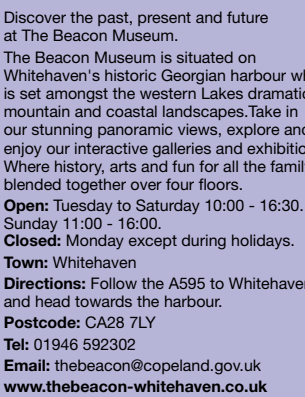 Discover the past, present and future
at The Beacon Museum.
The Beacon Museum is situated on
Whitehaven's historic Georgian harbour
is set amongst the western Lakes
mountain and coastal landscapes.Take in
our stunning panoramic views, explore
enjoy our interactive galleries and
Where history, arts and fun for all the
blended together over four floors.
Open: Tuesday to Saturday 10:00 - 16:30.
Sunday 11:00 - 16:00.
Closed: Monday except during holidays.
Town: Whitehaven
Directions: Follow the A595 to
and head towards the harbour.
Postcode: CA28 7LY
Tel: 01946 592302
Email: thebeacon@copeland.gov.uk
www.thebeacon-whitehaven.co.uk